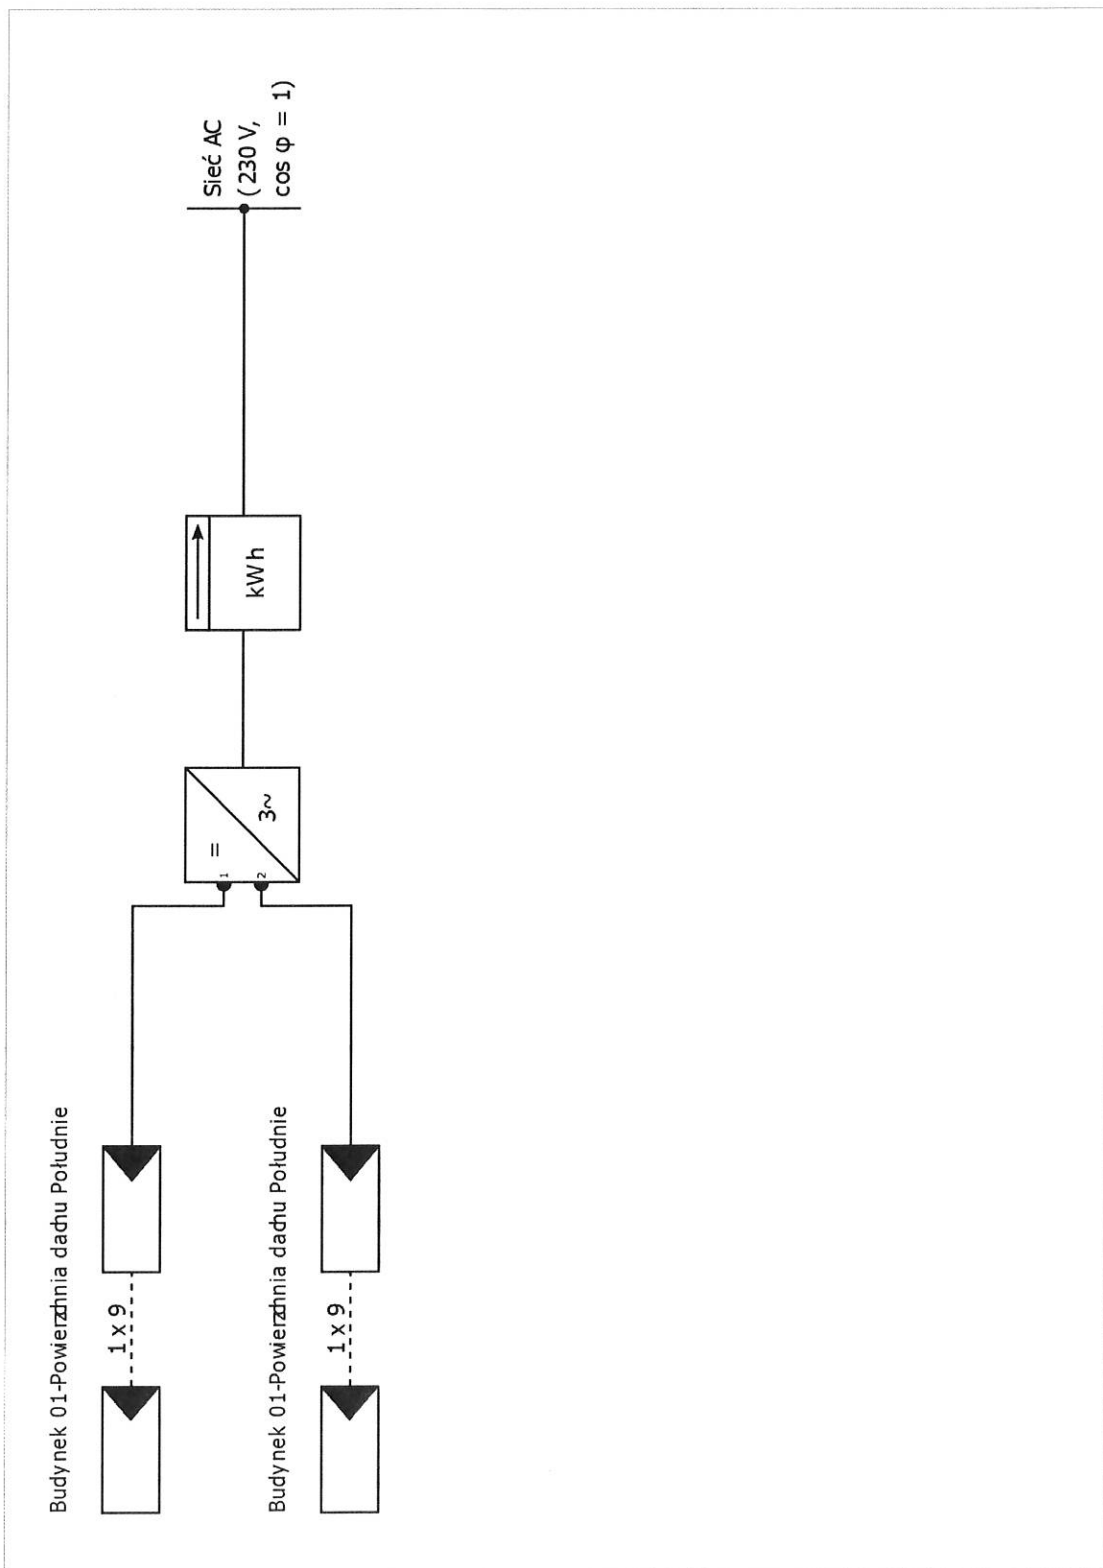 Budynek 01-Powierzchnia dachu Południe
1 x 9
Budynek 01-Powierzchnia dachu Południe
1 x 9
1
2
=
3~
kWh
Sieć AC
(230 V,
cos φ = 1)